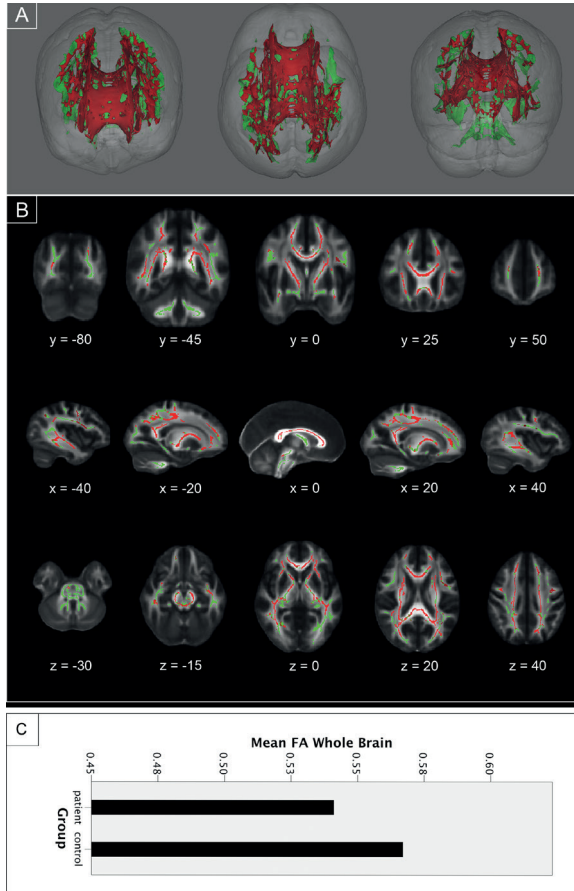 A
B
y = -80 y = -45 y = 0 y = 25 y = 50
x = -40 x = -20 x = 0 x = 20 x = 40
z = -30 z = -15 z = 0 z = 20 z = 40
C
Mean FA Whole Brain
0.45 0.48 0.50 0.53 0.55 0.58 0.60
patient
control
Group